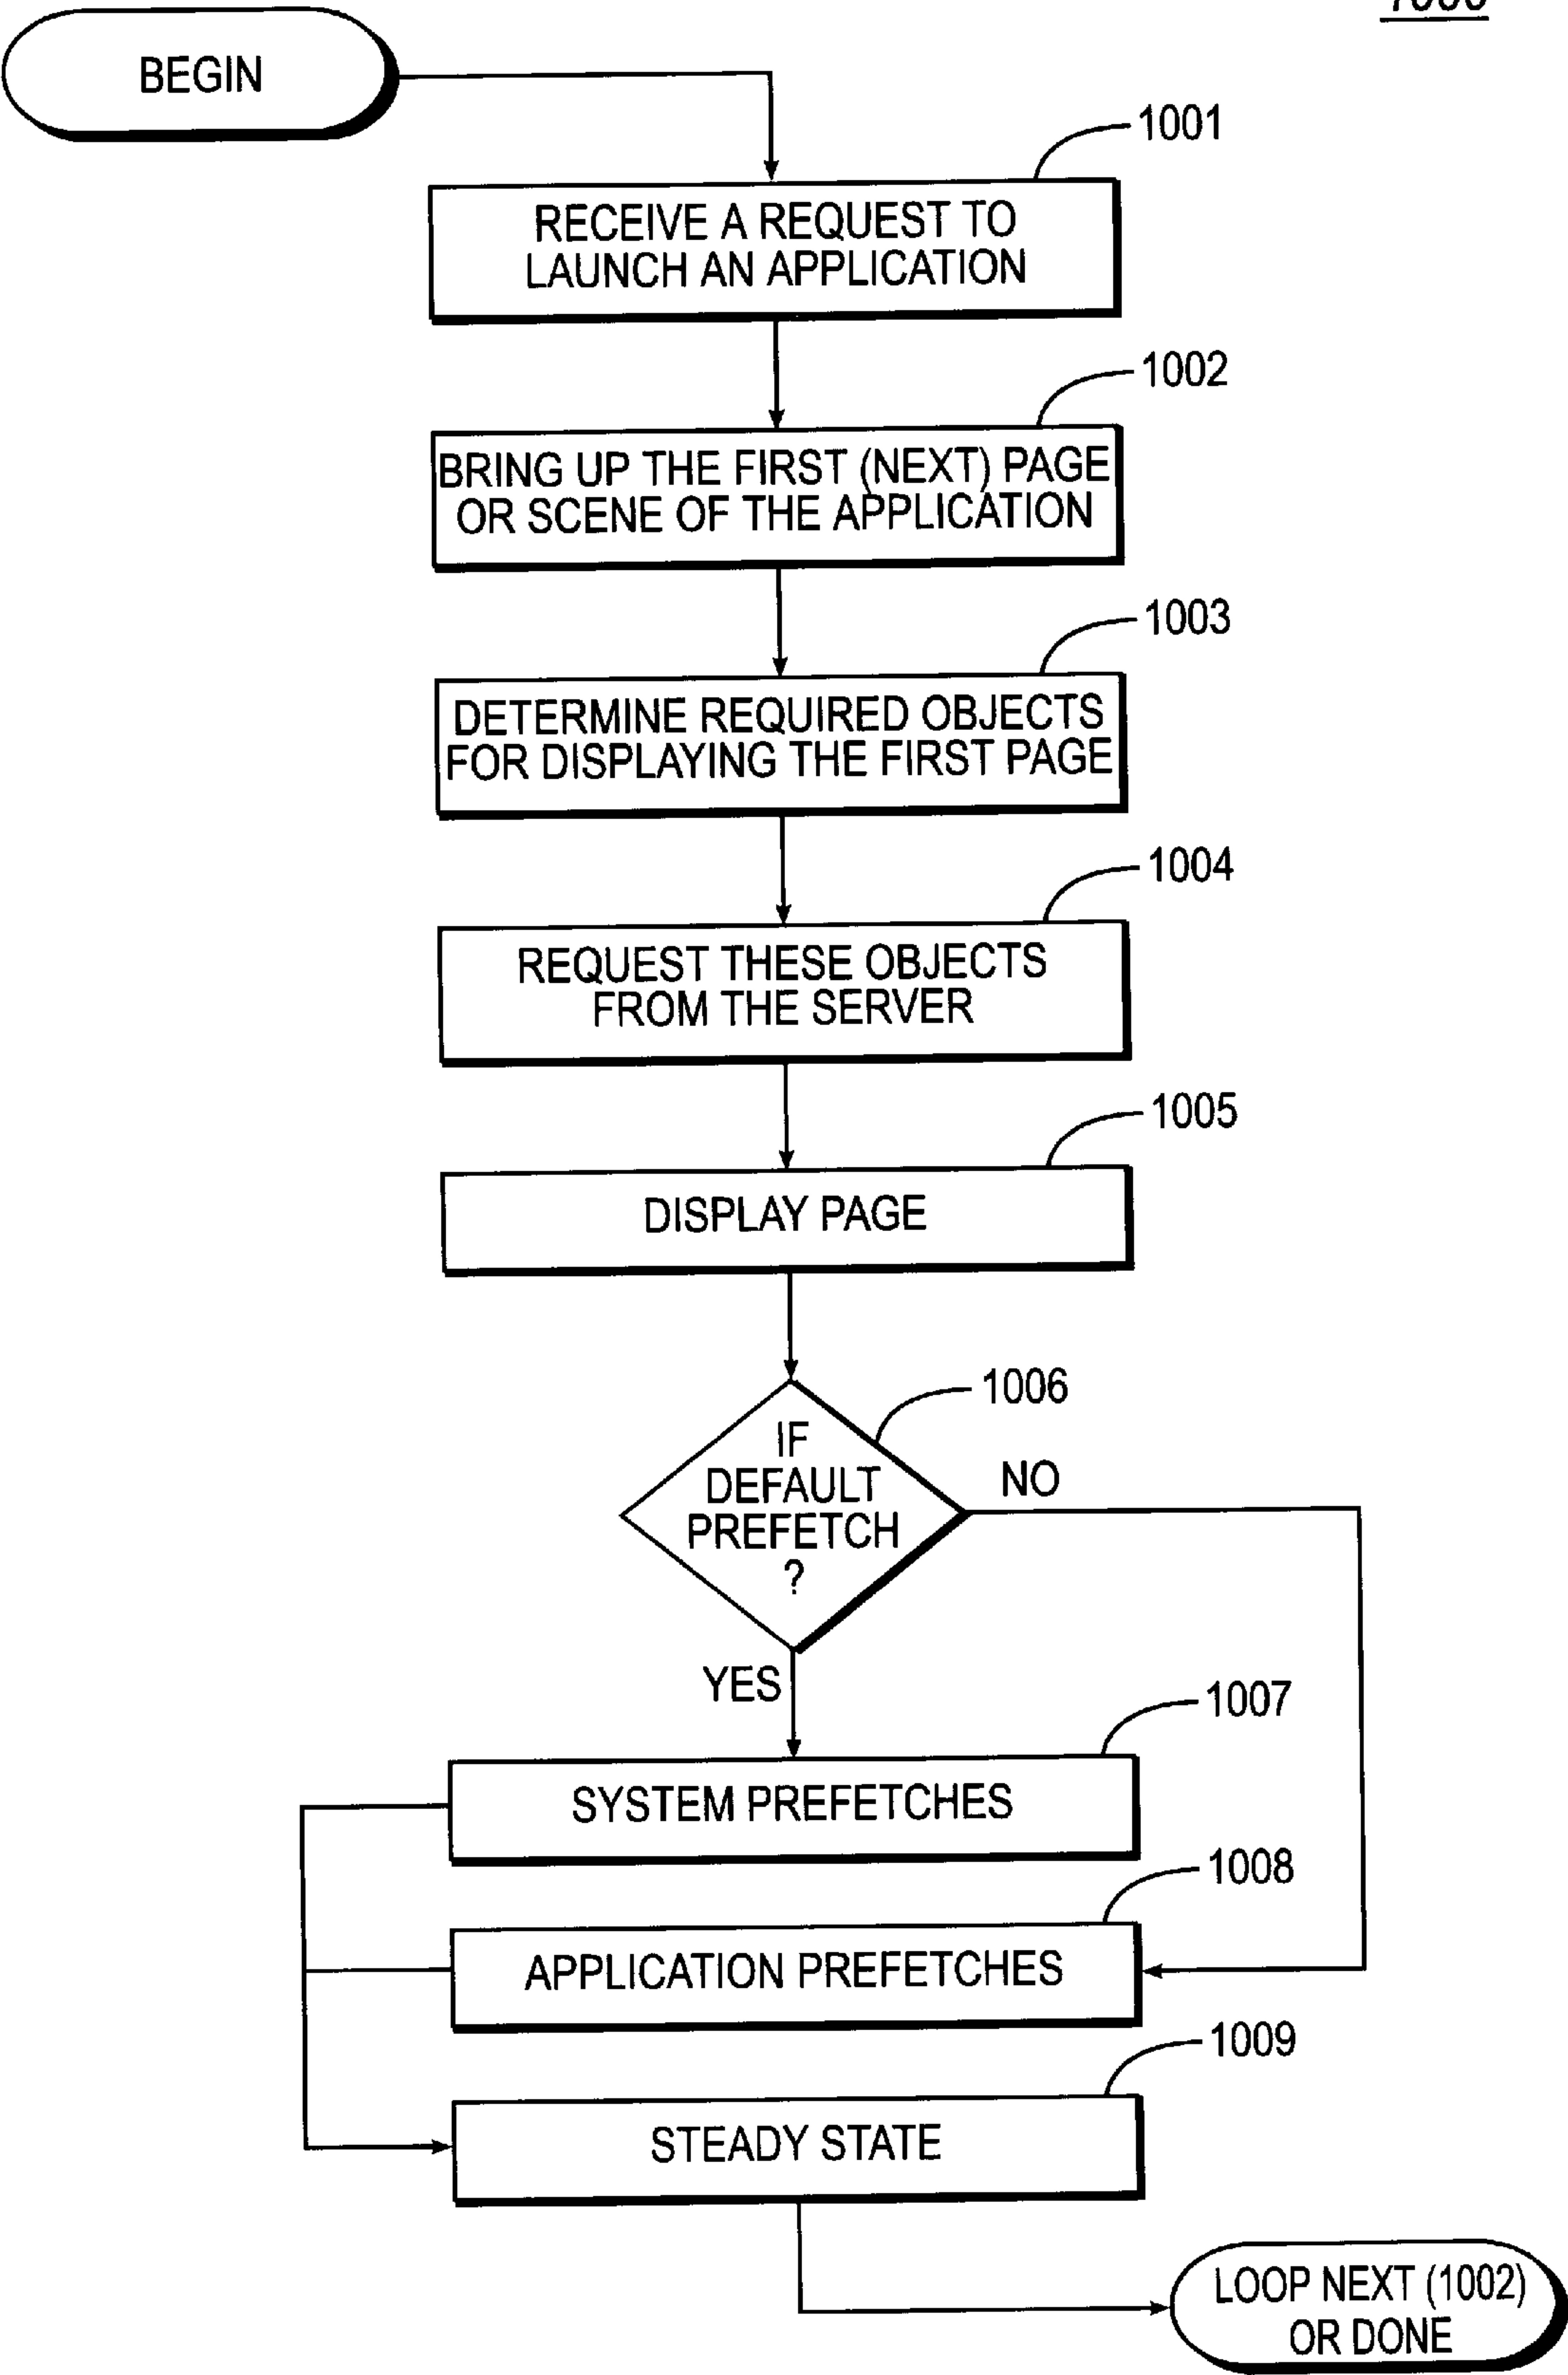 BEGIN
1001
RECEIVE A REQUEST TO
LAUNCH AN APPLICATION
1002
BRING UP THE FIRST (NEXT) PAGE
OR SCENE OF THE APPLICATION
1003
DETERMINE REQUIRED OBJECTS
FOR DISPLAYING THE FIRST PAGE
1004
REQUEST THESE OBJECTS
FROM THE SERVER
1005
DISPLAY PAGE
1006
IF
DEFAULT
PREFETCH
?
NO
YES
1007
SYSTEM PREFETCHES
1008
APPLICATION PREFETCHES
1009
STEADY STATE
LOOP NEXT (1002)
OR DONE